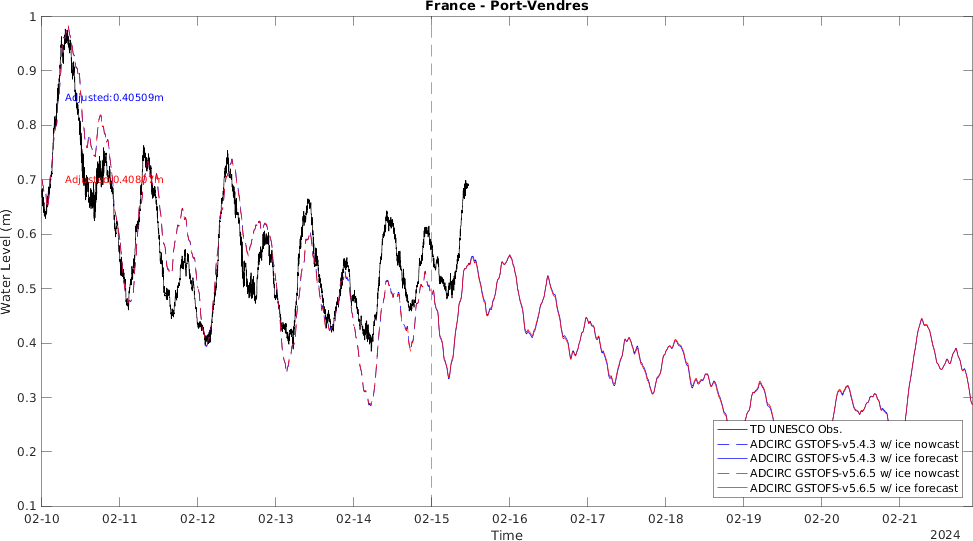 France - Port-Vendres
1
0.9
0.8
0.7
0.6
0.5
0.4
0.3
0.2
0.1
Water Level (m)
Adjusted:0.40509m
02-10
02-11
02-12
02-13
02-14
02-15
02-16
02-17
02-18
02-19
02-20
02-21
Time
2024
TD UNESCO Obs.
ADCIRC GSTOFS-v5.4.3 w/ ice nowcast
ADCIRC GSTOFS-v5.4.3 w/ ice forecast
ADCIRC GSTOFS-v5.6.5 w/ ice nowcast
ADCIRC GSTOFS-v5.6.5 w/ ice forecast